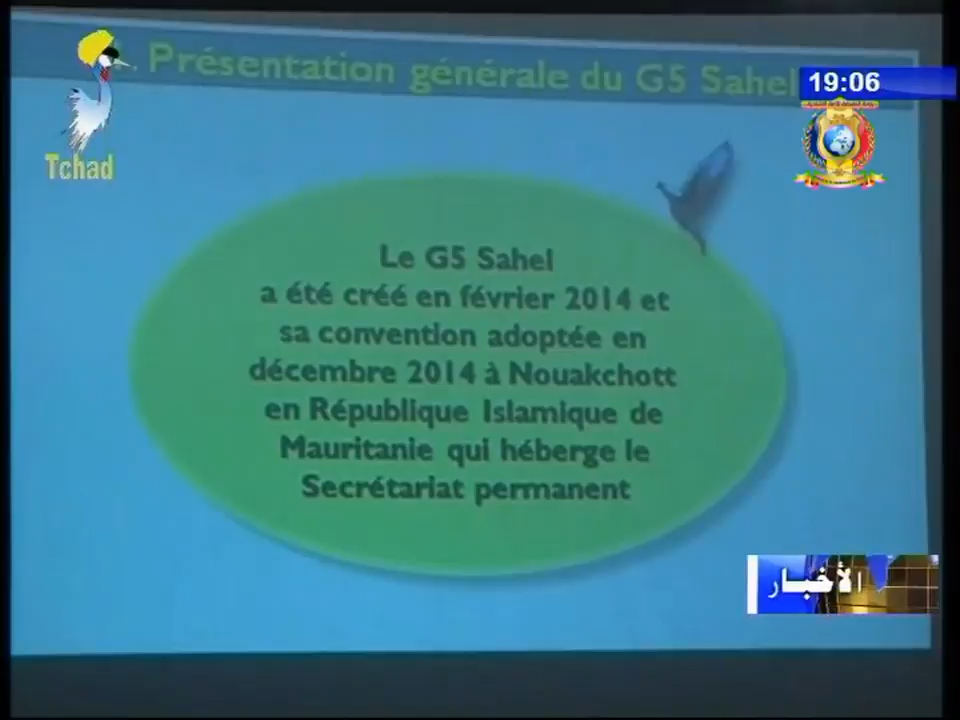 Présentation générale du G5 Sahel
19:06
Tchad
Le G5 Sahel
a été créé en février 2014 et
sa convention adoptée en
décembre 2014 à Nouakchott
en République Islamique de
Mauritanie qui héberge le
Secrétariat permanent
الأخبار